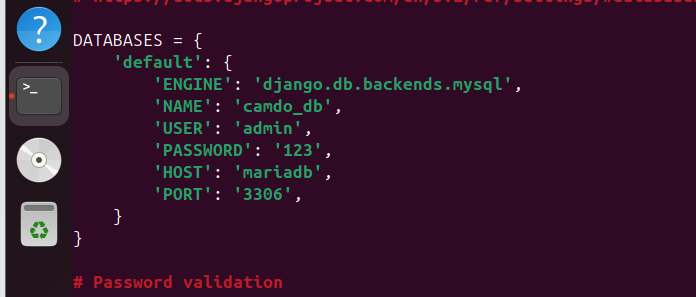 DATABASES = {
    'default': {
        'ENGINE': 'django.db.backends.mysql',
        'NAME': 'camdo_db',
        'USER': 'admin',
        'PASSWORD': '123',
        'HOST': 'mariadb',
        'PORT': '3306',
    }
}
# Password validation